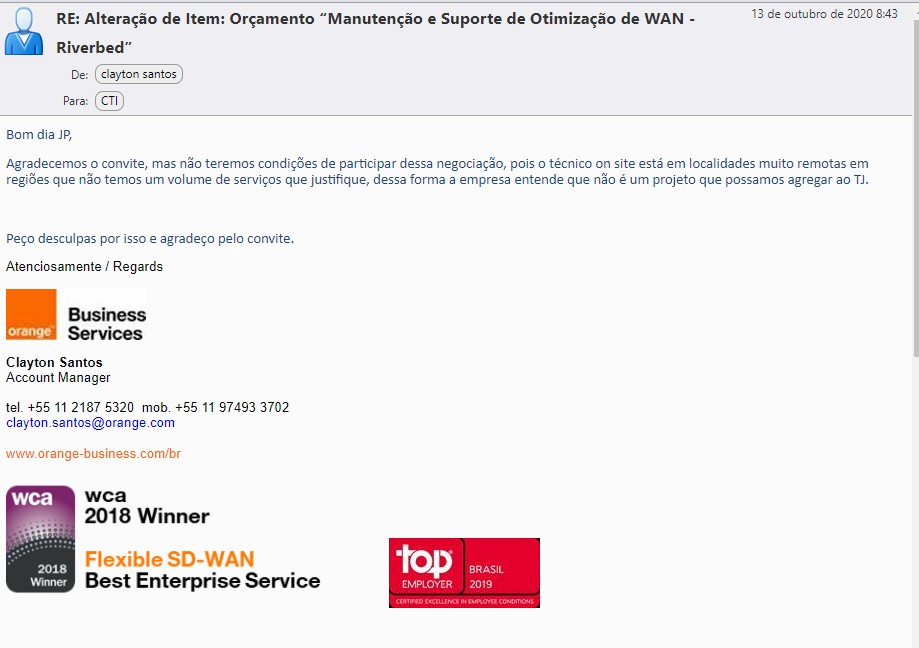 RE: Alteração de Item: Orçamento “Manutenção e Suporte de Otimização de WAN -
Riverbed”
13 de outubro de 2020 8:43
De: clayton santos
Para: CTI
Bom dia JP,
Agradecemos o convite, mas não teremos condições de participar dessa negociação, pois o técnico on site está em localidades muito remotas em
regiões que não temos um volume de serviços que justifique, dessa forma a empresa entende que não é um projeto que possamos agregar ao TJ.
Peço desculpas por isso e agradeço pelo convite.
Atenciosamente / Regards
orange™
Business
Services
Clayton Santos
Account Manager
tel. +55 11 2187 5320  mob. +55 11 97493 3702
clayton.santos@orange.com
www.orange-business.com/br
wca
2018
Winner
wca
2018 Winner
Flexible SD-WAN
Best Enterprise Service
top
EMPLOYER
BRASIL
2019
CERTIFIED EXCELLENCE IN EMPLOYEE CONDITIONS